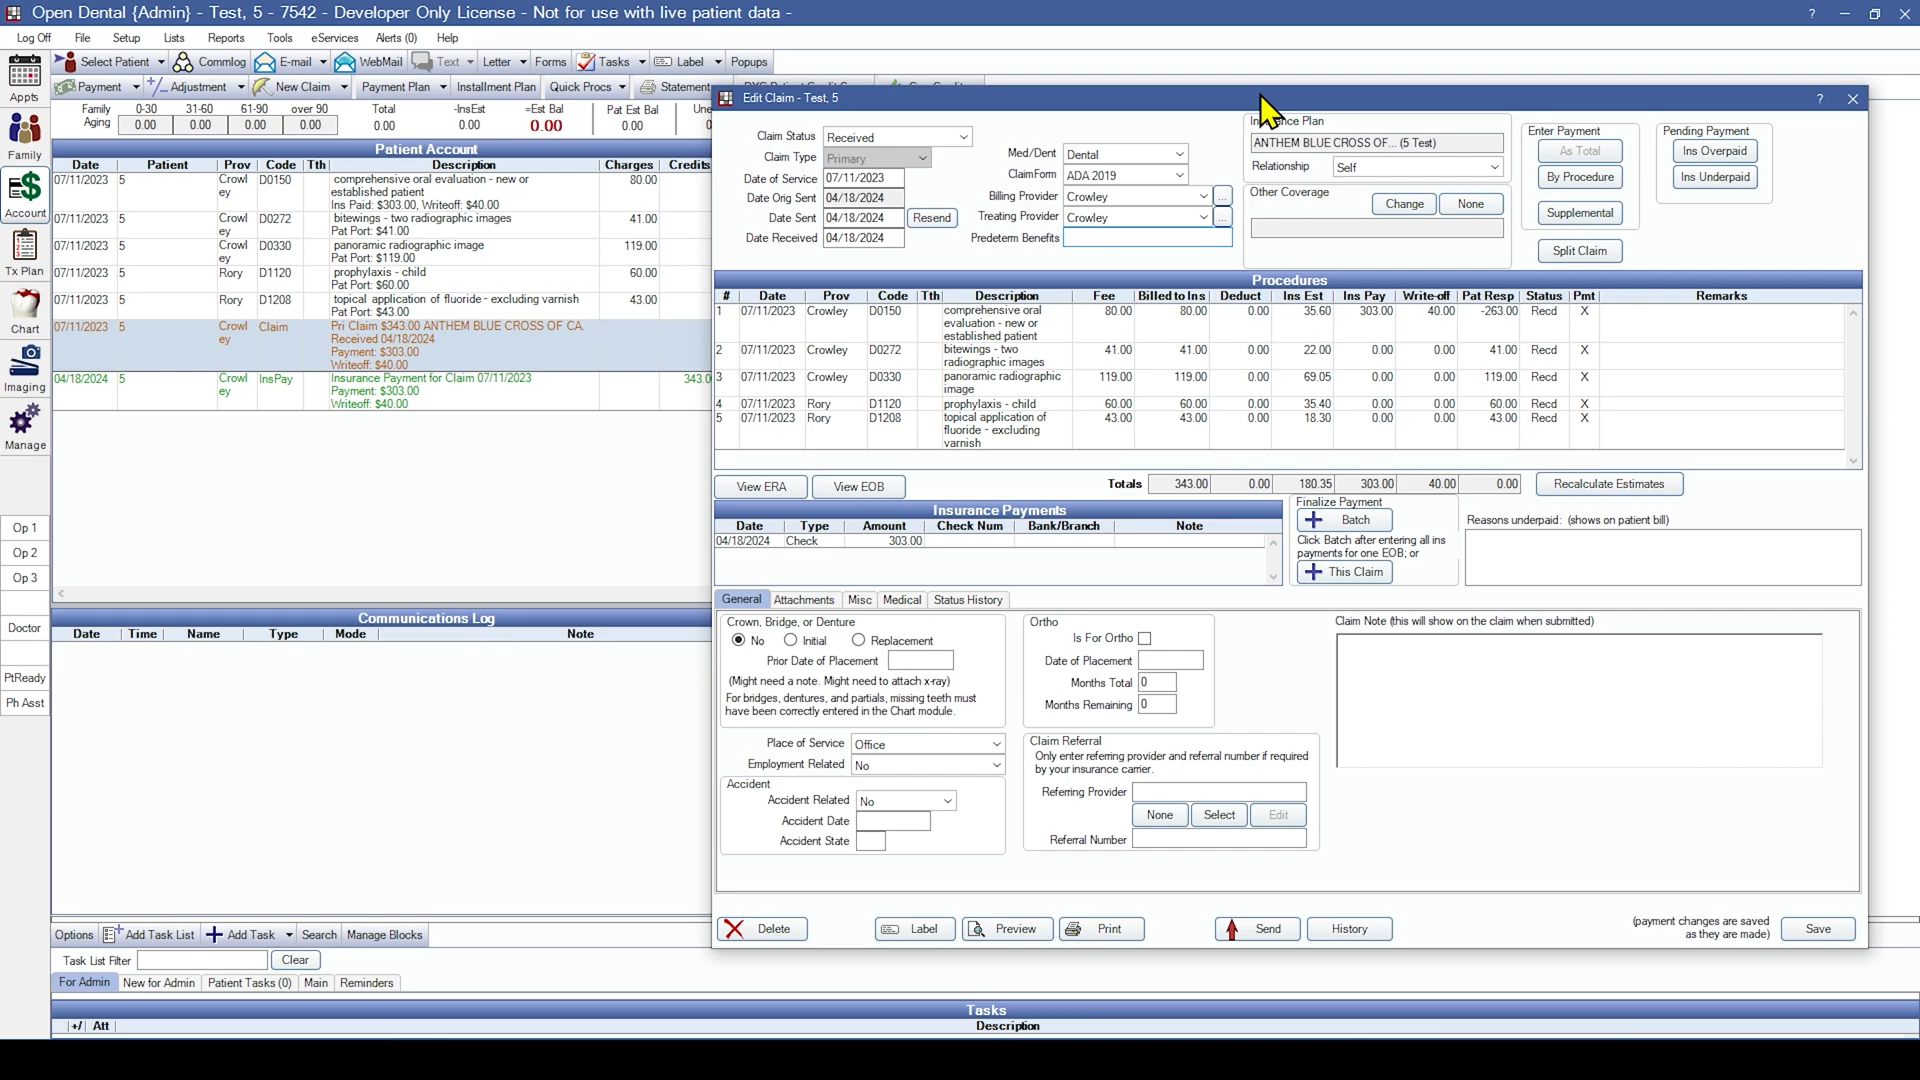 Open Dental {Admin} - Test, 5 - 7542 - Developer Only License - Not for use with live patient data -
Log Off File Setup Lists Reports Tools eServices Alerts (0) Help
Select Patient Commlog E-mail WebMail Text Letter Forms Tasks Label Popups
Payment Adjustment New Claim Payment Plan Installment Plan Quick Procs Statement
Appts
Family
Account
Tx Plan
Chart
Imaging
Manage
Op 1
Op 2
Op 3
Doctor
PtReady
Ph Asst
Family Aging 0-30 31-60 61-90 over 90 Total -InsEst =Est Bal Pat Est Bal
0.00 0.00 0.00 0.00 0.00 0.00 0.00 0.00
Patient Account
Date Patient Prov Code Tth Description Charges Credits
07/11/2023 5 Crowl ey D0150 comprehensive oral evaluation - new or 80.00
established patient
Ins Paid: $303.00, Writeoff: $40.00
07/11/2023 5 Crowl ey D0272 bitewings - two radiographic images 41.00
Pat Port: $41.00
07/11/2023 5 Crowl ey D0330 panoramic radiographic image 119.00
Pat Port: $119.00
07/11/2023 5 Rory D1120 prophylaxis - child 60.00
Pat Port: $60.00
07/11/2023 5 Rory D1208 topical application of fluoride - excluding varnish 43.00
Pat Port: $43.00
07/11/2023 5 Crowl ey Claim Pri Claim $343.00 ANTHEM BLUE CROSS OF CA.
Received 04/18/2024
Payment: $303.00
Writeoff: $40.00
04/18/2024 5 Crowl ey InsPay Insurance Payment for Claim 07/11/2023 343.0
Payment: $303.00
Writeoff: $40.00
Communications Log
Date Time Name Type Mode Note
Options Add Task List Add Task Search Manage Blocks
Task List Filter Clear
For Admin New for Admin Patient Tasks (0) Main Reminders
Tasks
+/ Att Description
Edit Claim - Test, 5
Claim Status Received
Claim Type Primary
Date of Service 07/11/2023
Date Orig Sent 04/18/2024
Date Sent 04/18/2024 Resend
Date Received 04/18/2024
Med/Dent Dental
ClaimForm ADA 2019
Billing Provider Crowley ...
Treating Provider Crowley ...
Predeterm Benefits
Insurance Plan
ANTHEM BLUE CROSS OF... (5 Test)
Relationship Self
Other Coverage Change None
Enter Payment
As Total
By Procedure
Supplemental
Split Claim
Pending Payment
Ins Overpaid
Ins Underpaid
Procedures
# Date Prov Code Tth Description Fee Billed to Ins Deduct Ins Est Ins Pay Write-off Pat Resp Status Pmt Remarks
1 07/11/2023 Crowley D0150 comprehensive oral 80.00 80.00 0.00 35.60 303.00 40.00 -263.00 Recd X
evaluation - new or
established patient
2 07/11/2023 Crowley D0272 bitewings - two 41.00 41.00 0.00 22.00 0.00 0.00 41.00 Recd X
radiographic images
3 07/11/2023 Crowley D0330 panoramic radiographic 119.00 119.00 0.00 69.05 0.00 0.00 119.00 Recd X
image
4 07/11/2023 Rory D1120 prophylaxis - child 60.00 60.00 0.00 35.40 0.00 0.00 60.00 Recd X
5 07/11/2023 Rory D1208 topical application of 43.00 43.00 0.00 18.30 0.00 0.00 43.00 Recd X
fluoride - excluding
varnish
View ERA View EOB Totals 343.00 0.00 180.35 303.00 40.00 0.00 Recalculate Estimates
Insurance Payments
Date Type Amount Check Num Bank/Branch Note
04/18/2024 Check 303.00
Finalize Payment
Batch
Click Batch after entering all ins
payments for one EOB; or
This Claim
Reasons underpaid: (shows on patient bill)
General Attachments Misc Medical Status History
Crown, Bridge, or Denture
No Initial Replacement
Prior Date of Placement
(Might need a note. Might need to attach x-ray)
For bridges, dentures, and partials, missing teeth must
have been correctly entered in the Chart module.
Place of Service Office
Employment Related No
Accident
Accident Related No
Accident Date
Accident State
Ortho
Is For Ortho
Date of Placement
Months Total 0
Months Remaining 0
Claim Referral
Only enter referring provider and referral number if required
by your insurance carrier.
Referring Provider
None Select Edit
Referral Number
Claim Note (this will show on the claim when submitted)
Delete Label Preview Print Send History
(payment changes are saved
as they are made)
Save